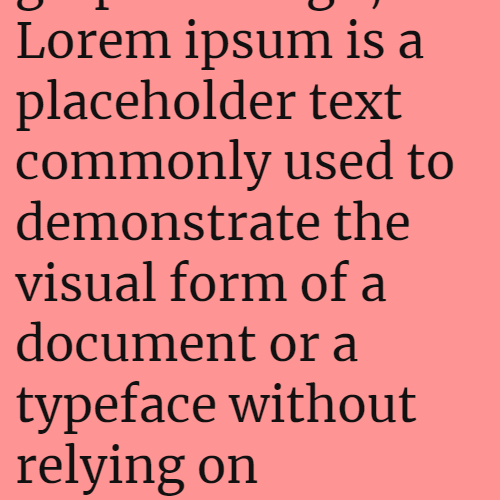 Lorem ipsum is a
placeholder text
commonly used to
demonstrate the
visual form of a
document or a
typeface without
relying on